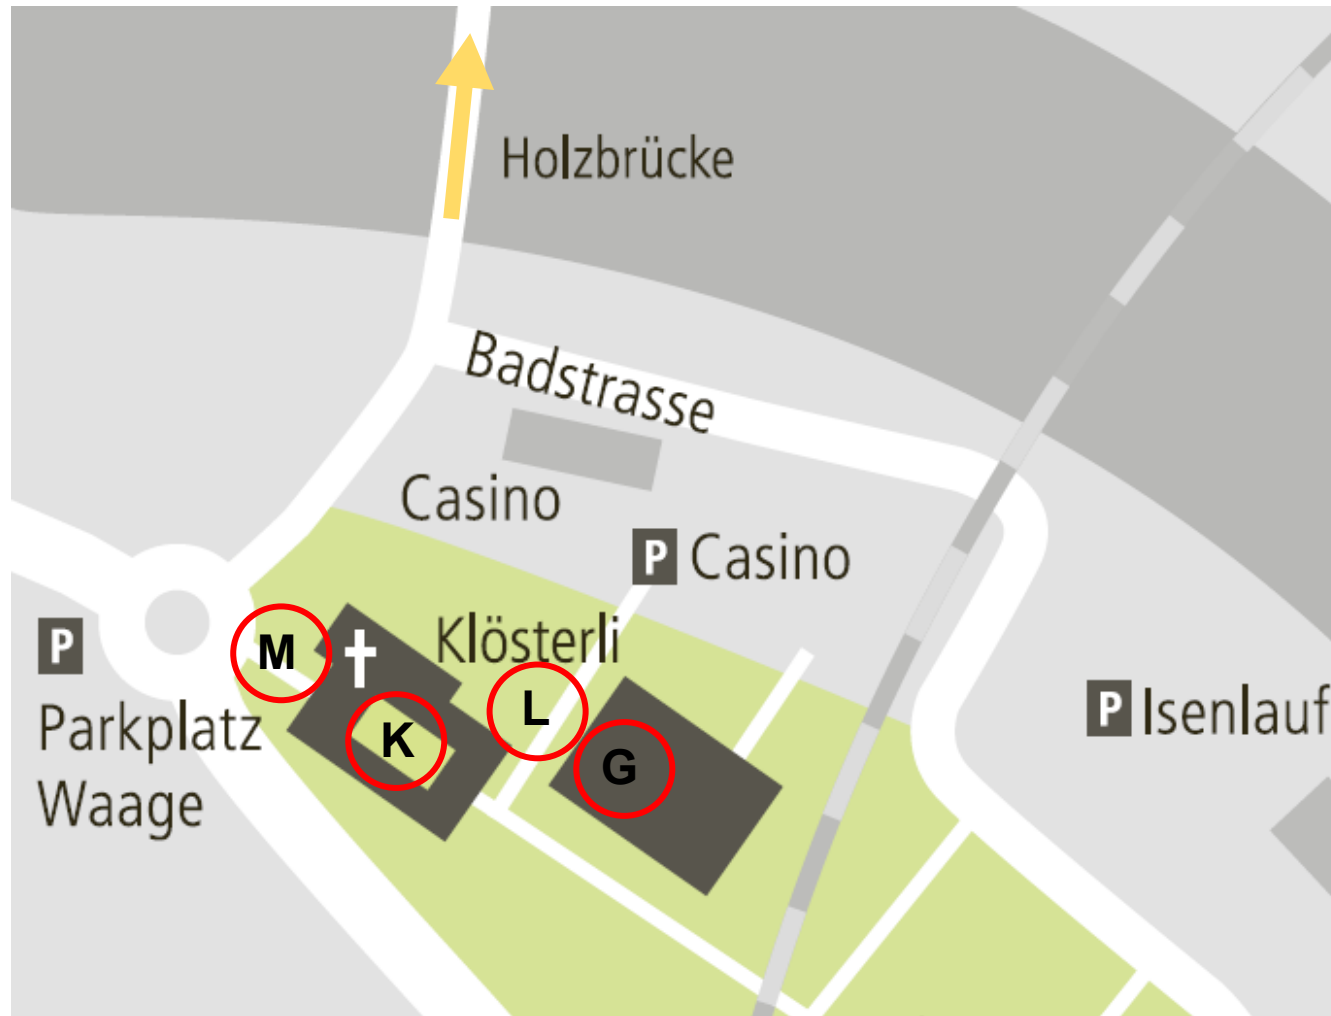 Holzbrücke
Badstrasse
Casino
P Casino
Klösterli
P
Parkplatz
Waage
M
K
L
G
P Isenlauf